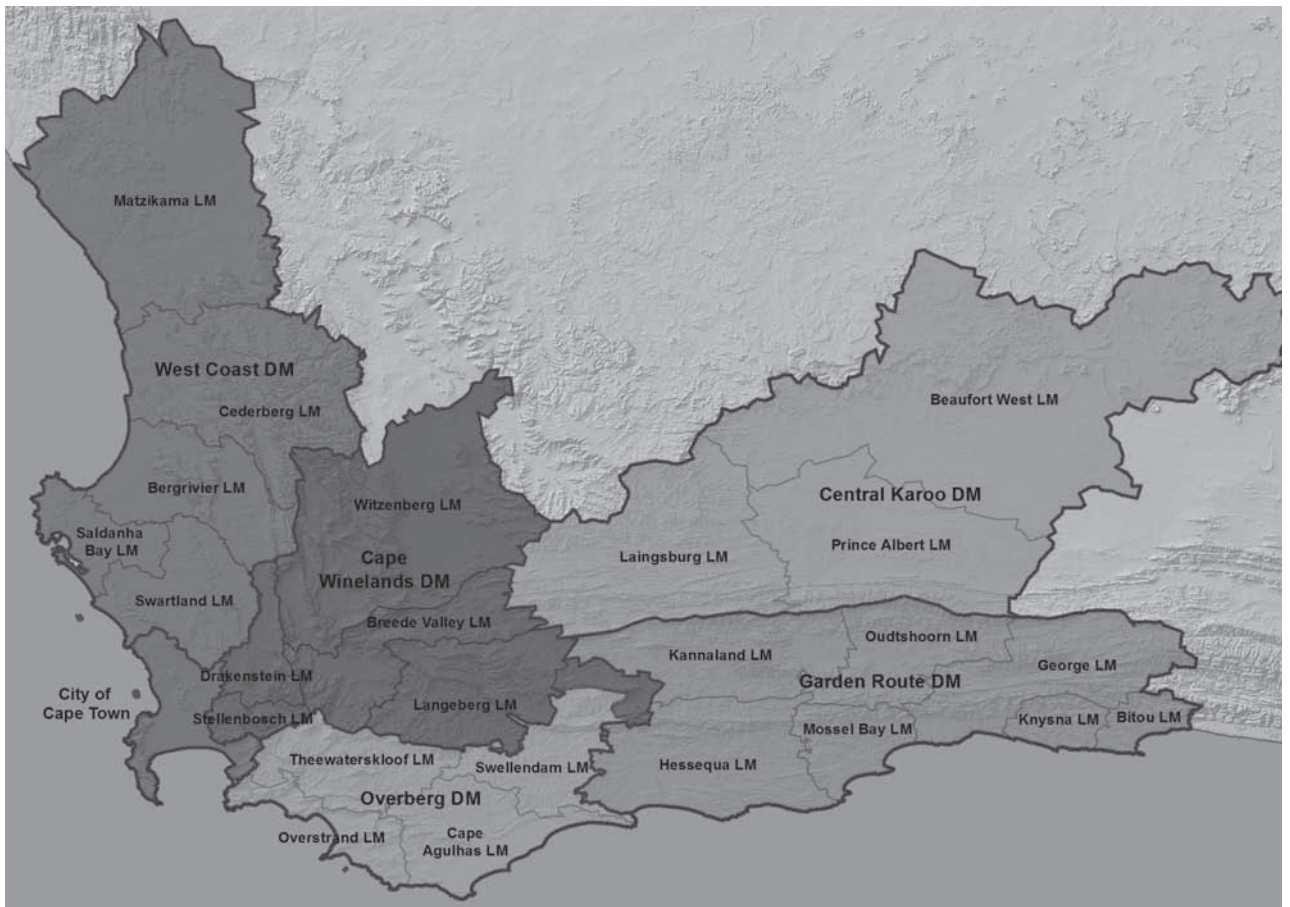 Matzikama LM
West Coast DM
Cederberg LM
Beaufort West LM
Bergrivier LM
Witzenberg LM
Central Karoo DM
Saldanha
Bay LM
Laingsburg LM
Prince Albert LM
Cape
Winelands DM
Swartland LM
Breede Valley LM
Oudtshoorn LM
Kannaland LM
George LM
Drakenstein LM
Garden Route DM
City of
Cape Town
Langeberg LM
Stellenbosch LM
Mossel Bay LM
Knysna LM
Bitou LM
Theewaterskloof LM
Swellendam LM
Hessequa LM
Overberg DM
Overstrand LM
Cape
Agulhas LM